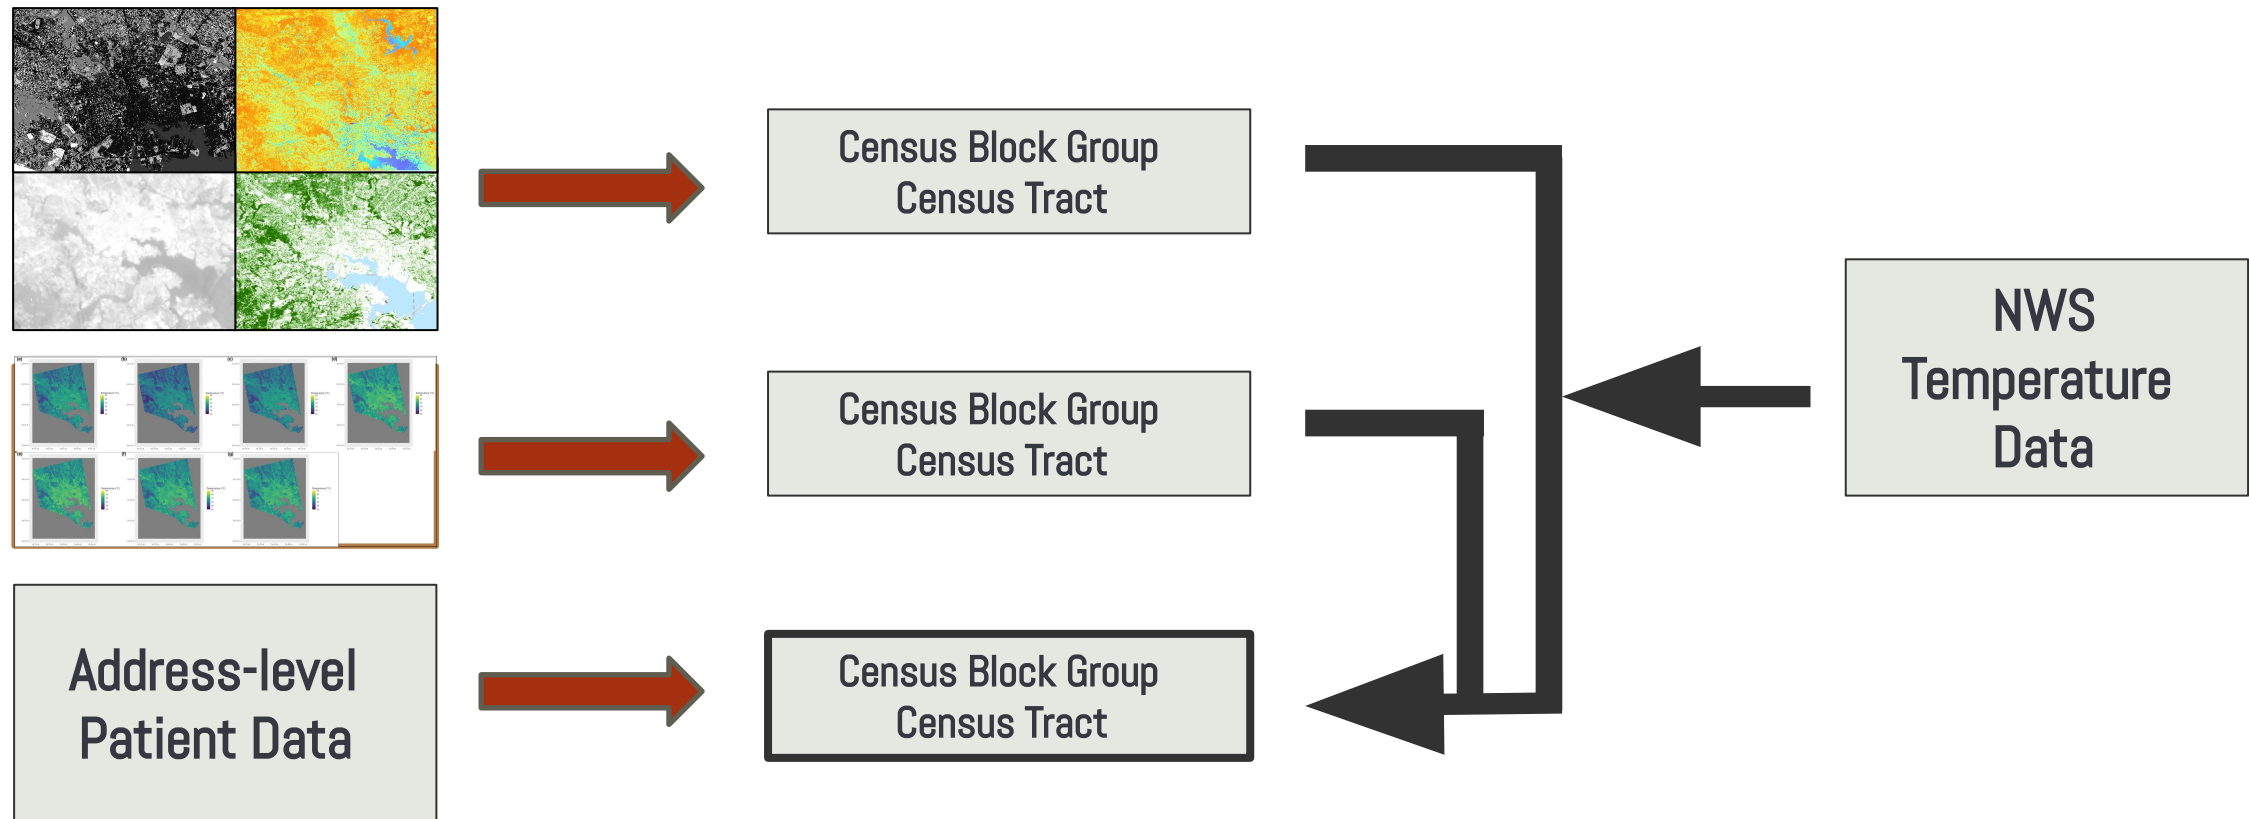 Census Block Group
Census Tract
NWS
Temperature
Data
(a)
(b)
(c)
(d)
Census Block Group
Census Tract
(e)
(f)
(g)
Address-level
Patient Data
Census Block Group
Census Tract